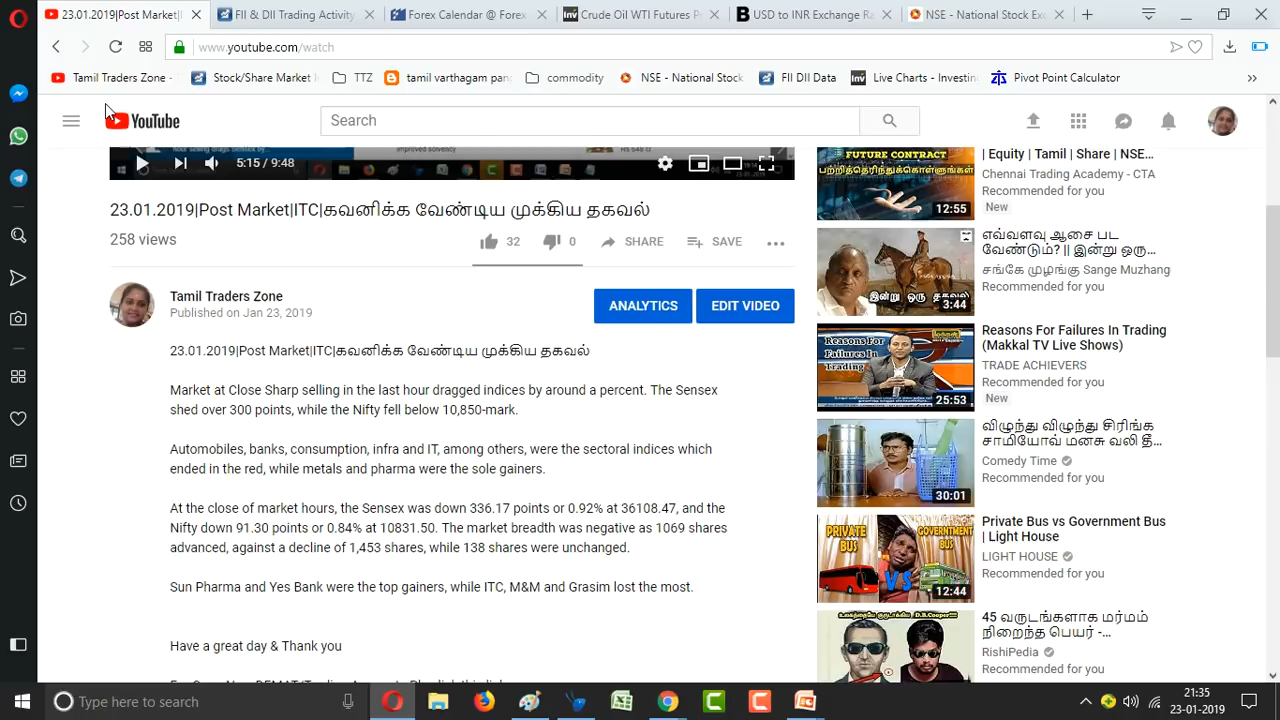 23.01.2019|Post Market|
FII & DII Trading Activity
Forex Calendar @ Forex
Crude Oil WTI Futures P
USD to INR Exchange Ra
NSE - National Stock Exc
www.youtube.com/watch
Tamil Traders Zone -
Stock/Share Market
TTZ
tamil varthagam pan
commodity
NSE - National Stock
FII DII Data
Live Charts - Investin
Pivot Point Calculator
YouTube
Search
5:15 / 9:48
23.01.2019|Post Market|ITC|கவனிக்க வேண்டிய முக்கிய தகவல்
258 views
32
0
SHARE
SAVE
Tamil Traders Zone
Published on Jan 23, 2019
ANALYTICS
EDIT VIDEO
23.01.2019|Post Market|ITC|கவனிக்க வேண்டிய முக்கிய தகவல்
Market at Close Sharp selling in the last hour dragged indices by around a percent. The Sensex
shed over 300 points, while the Nifty fell below 10,850-mark.
Automobiles, banks, consumption, infra and IT, among others, were the sectoral indices which
ended in the red, while metals and pharma were the sole gainers.
At the close of market hours, the Sensex was down 336.17 points or 0.92% at 36108.47, and the
Nifty down 91.30 points or 0.84% at 10831.50. The market breadth was negative as 1069 shares
advanced, against a decline of 1,453 shares, while 138 shares were unchanged.
Sun Pharma and Yes Bank were the top gainers, while ITC, M&M and Grasim lost the most.
Have a great day & Thank you
FUTURE CONTRACT
பற்றித்தெரிந்துக்கொள்ளுங்கள்
12:55
| Equity | Tamil | Share | NSE...
Chennai Trading Academy - CTA
Recommended for you
New
இன்று ஒரு தகவல்
3:44
எவ்வளவு ஆசை பட
வேண்டும்? || இன்று ஒரு...
சங்கே முழங்கு Sange Muzhang
Recommended for you
Reasons For
Failures In
Trading
25:53
Reasons For Failures In Trading
(Makkal TV Live Shows)
TRADE ACHIEVERS
Recommended for you
New
30:01
விழுந்து விழுந்து சிரிங்க
சாமியோவ் மனசு வலி தீ...
Comedy Time
Recommended for you
PRIVATE
BUS
VS
GOVERNMENT
BUS
12:44
Private Bus vs Government Bus
| Light House
LIGHT HOUSE
Recommended for you
45 வருடங்களாக மர்மம்
நிறைந்த பெயர் -...
RishiPedia
Recommended for you
Type here to search
21:35
23-01-2019